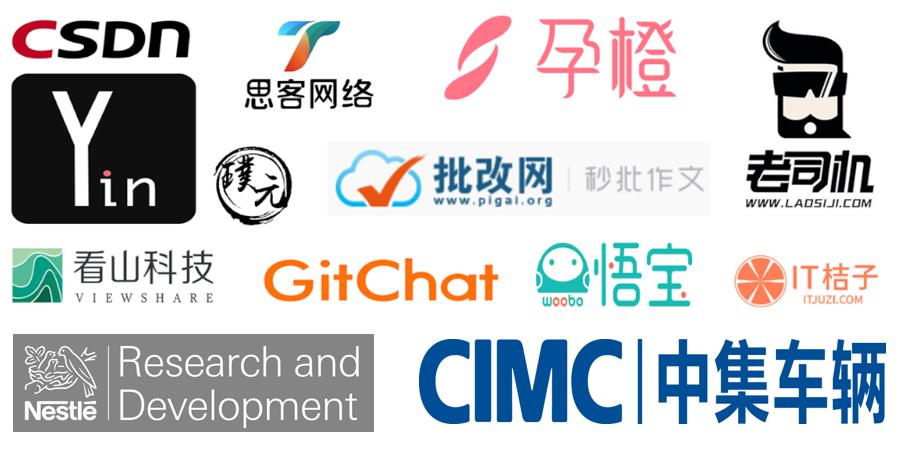 CSDN
思客网络
孕橙
老司机
WWW.LAOSIJI.COM
Yin
璞元
批改网
www.pigai.org
秒批作文
看山科技
VIEWSHARE
GitChat
woobo
悟宝
IT桔子
ITJUZI.COM
Nestlé
Research and
Development
CIMC
中集车辆